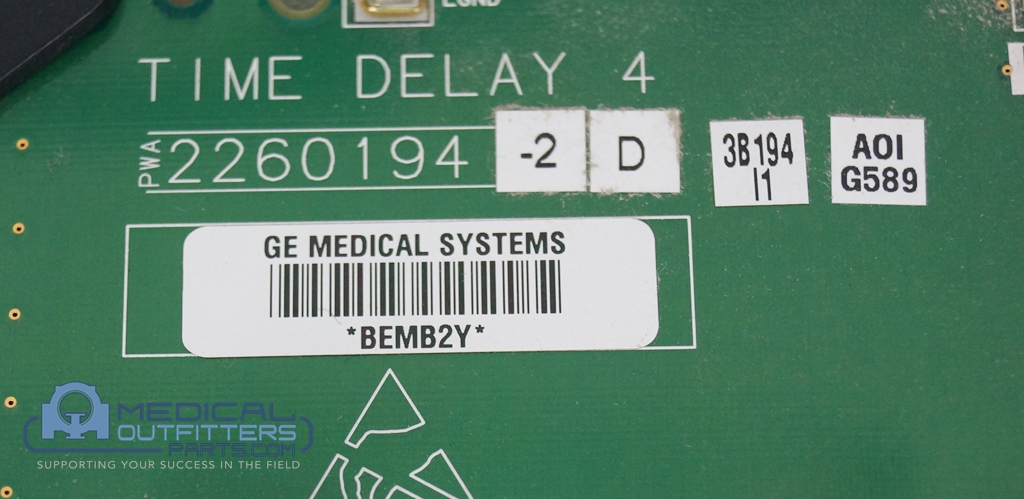 EGND
TIME DELAY 4
PWA 2260194 -2 D
3B194
I1
AOI
G589
GE MEDICAL SYSTEMS
*BEMB2Y*
MEDICAL
OUTFITTERS
PARTS.COM
SUPPORTING YOUR SUCCESS IN THE FIELD